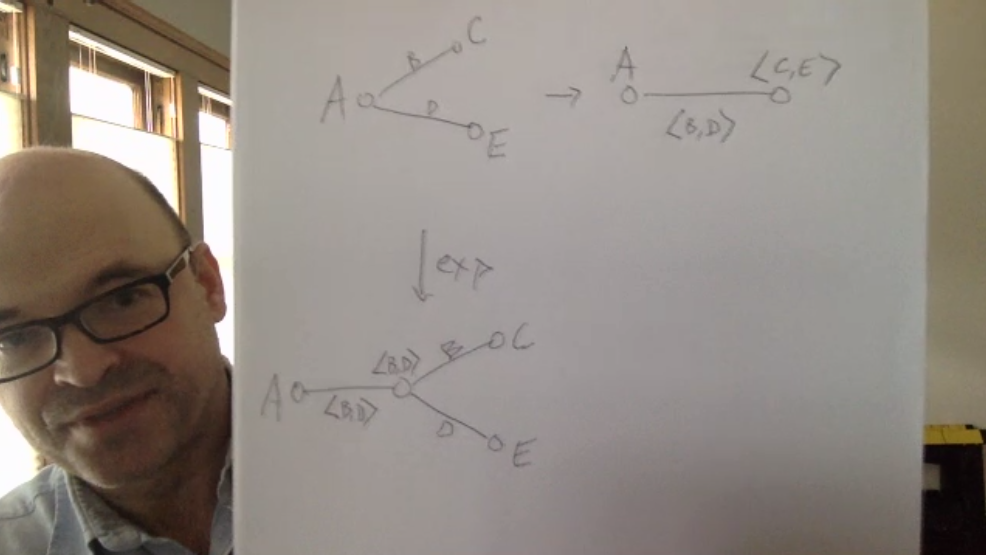 A B C D E
→ A ⟨C,E⟩
⟨B,D⟩
↓ exp
A ⟨B,D⟩ ⟨B,D⟩ B C
D E